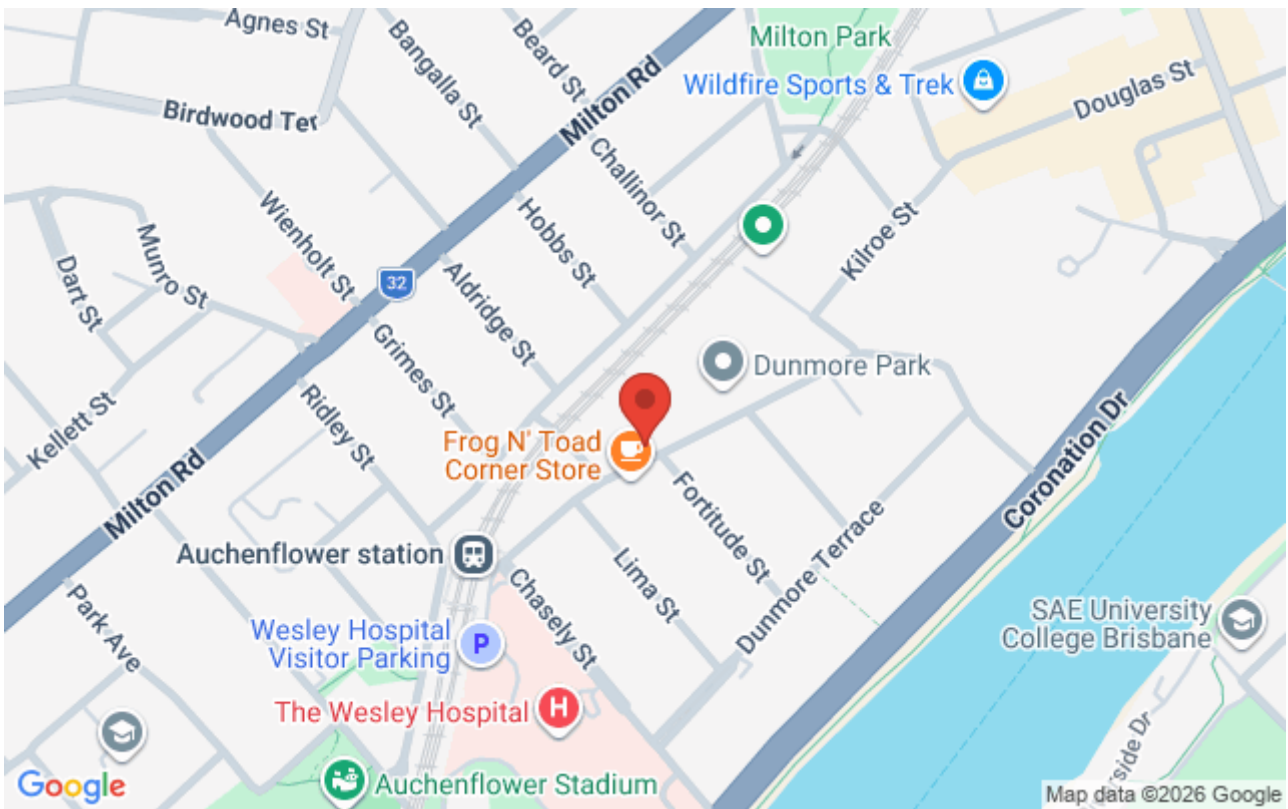 Agnes St
Bangalla St
Beard St
Milton Park
Wildfire Sports & Trek
Douglas St
Birdwood Ter
Milton Rd
Challinor St
Wienholt St
Hobbs St
Kilroe St
Munro St
Dart St
32
Aldridge St
Grimes St
Dunmore Park
Ridley St
Kellett St
Frog N' Toad
Corner Store
Coronation Dr
Milton Rd
Fortitude St
Auchenflower station
Lima St
Dunmore Terrace
Chasely St
Park Ave
SAE University
College Brisbane
Wesley Hospital
Visitor Parking
P
The Wesley Hospital
H
Auchenflower Stadium
Google
Map data ©2026 Google